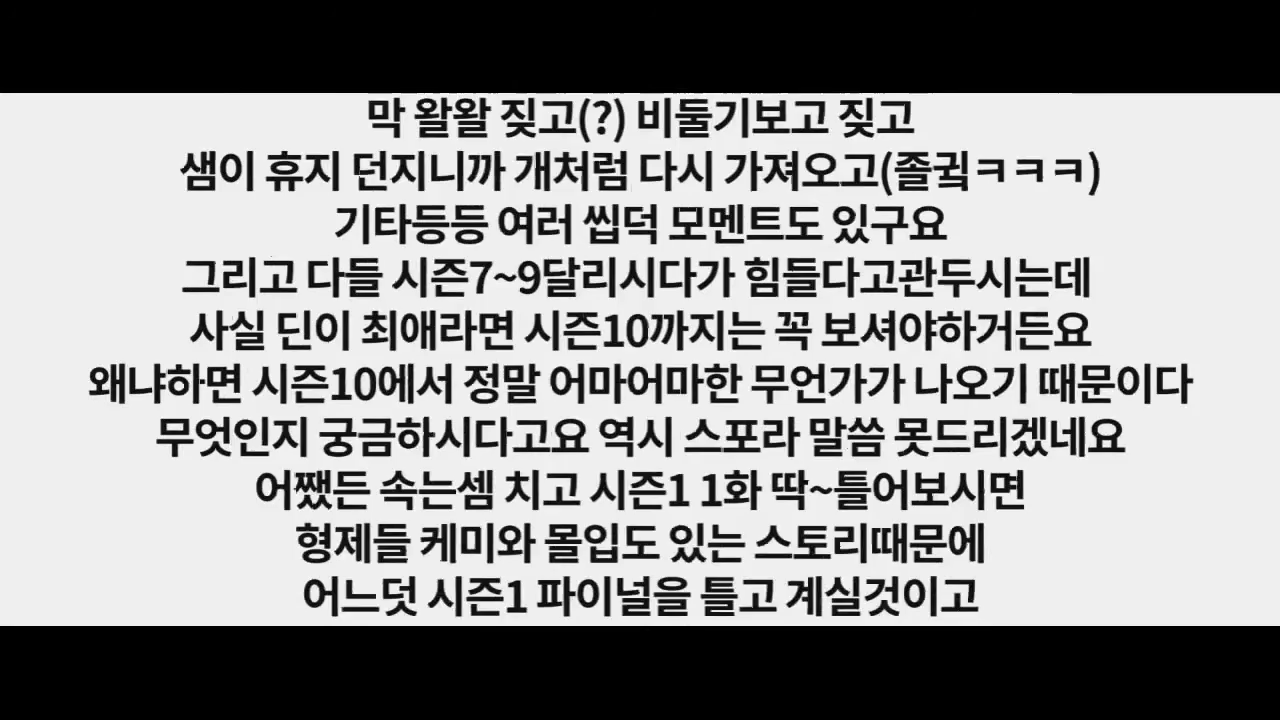 막 왈왈 짖고(?) 비둘기보고 짖고
샘이 휴지 던지니까 개처럼 다시 가져오고(졸귘ㅋㅋㅋ)
기타등등 여러 씹덕 모멘트도 있구요
그리고 다들 시즌7~9달리시다가 힘들다고관두시는데
사실 딘이 최애라면 시즌10까지는 꼭 보셔야하거든요
왜냐하면 시즌10에서 정말 어마어마한 무언가가 나오기 때문이다
무엇인지 궁금하시다고요 역시 스포라 말씀 못드리겠네요
어쨌든 속는셈 치고 시즌1 1화 딱~틀어보시면
형제들 케미와 몰입도 있는 스토리때문에
어느덧 시즌1 파이널을 틀고 계실것이고